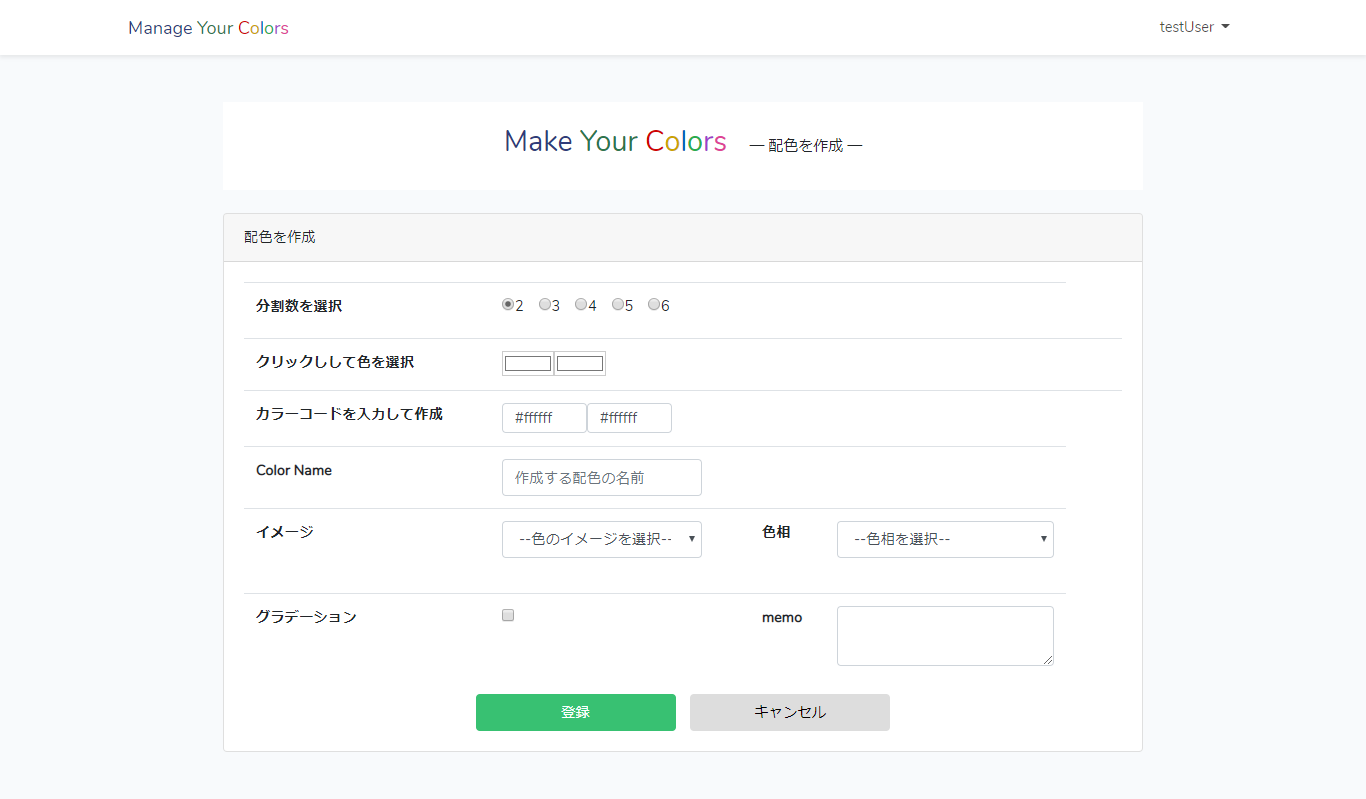 Manage Your Colors
testUser
Make Your Colors ― 配色を作成 ―
配色を作成
分割数を選択 2 3 4 5 6
クリックしして色を選択
カラーコードを入力して作成 #ffffff #ffffff
Color Name 作成する配色の名前
イメージ --色のイメージを選択-- 色相 --色相を選択--
グラデーション memo
登録 キャンセル